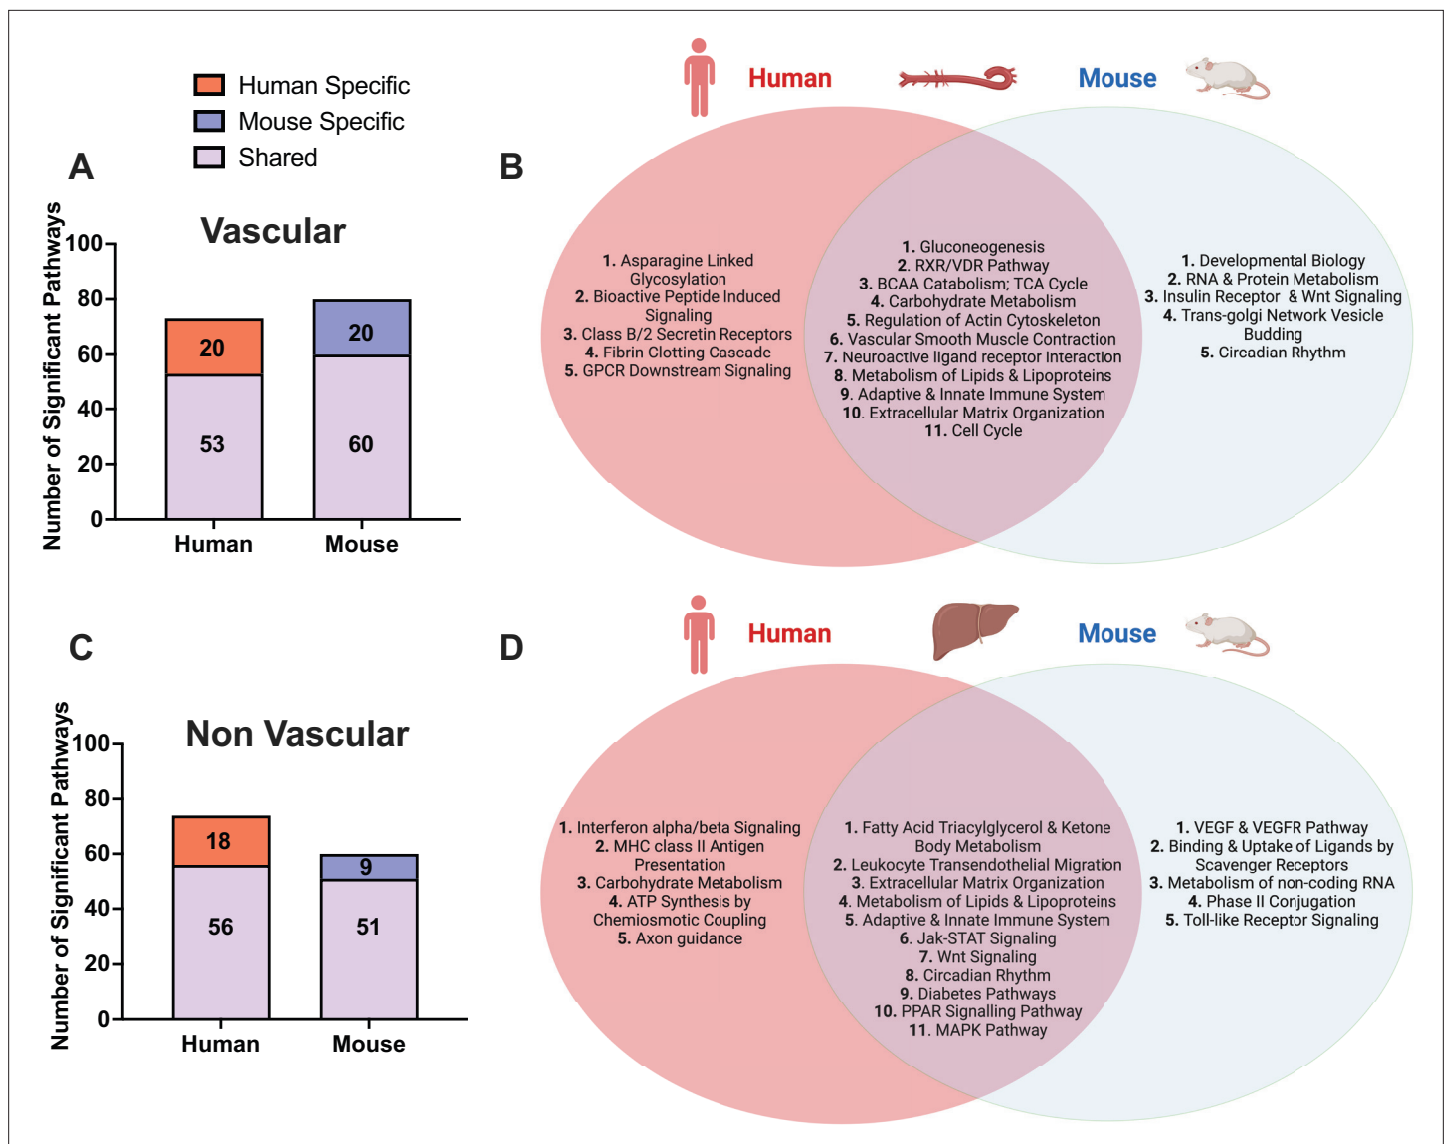 Human Specific
Mouse Specific
Shared
A
Vascular
Number of Significant Pathways
100
80
60
40
20
0
20
53
20
60
Human
Mouse
B
Human
Mouse
1. Asparagine Linked
Glycosylation
2. Bioactive Peptide Induced
Signaling
3. Class B/2 Secretin Receptors
4. Fibrin Clotting Cascade
5. GPCR Downstream Signaling
1. Gluconeogenesis
2. RXR/VDR Pathway
3. BCAA Catabolism; TCA Cycle
4. Carbohydrate Metabolism
5. Regulation of Actin Cytoskeleton
6. Vascular Smooth Muscle Contraction
7. Neuroactive ligand receptor Interaction
8. Metabolism of Lipids & Lipoproteins
9. Adaptive & Innate Immune System
10. Extracellular Matrix Organization
11. Cell Cycle
1. Developmental Biology
2. RNA & Protein Metabolism
3. Insulin Receptor & Wnt Signaling
4. Trans-golgi Network Vesicle
Budding
5. Circadian Rhythm
C
Non Vascular
Number of Significant Pathways
100
80
60
40
20
0
18
56
9
51
Human
Mouse
D
Human
Mouse
1. Interferon alpha/beta Signaling
2. MHC class II Antigen
Presentation
3. Carbohydrate Metabolism
4. ATP Synthesis by
Chemiosmotic Coupling
5. Axon guidance
1. Fatty Acid Triacylglycerol & Ketone
Body Metabolism
2. Leukocyte Transendothelial Migration
3. Extracellular Matrix Organization
4. Metabolism of Lipids & Lipoproteins
5. Adaptive & Innate Immune System
6. Jak-STAT Signaling
7. Wnt Signaling
8. Circadian Rhythm
9. Diabetes Pathways
10. PPAR Signalling Pathway
11. MAPK Pathway
1. VEGF & VEGFR Pathway
2. Binding & Uptake of Ligands by
Scavenger Receptors
3. Metabolism of non-coding RNA
4. Phase II Conjugation
5. Toll-like Receptor Signaling